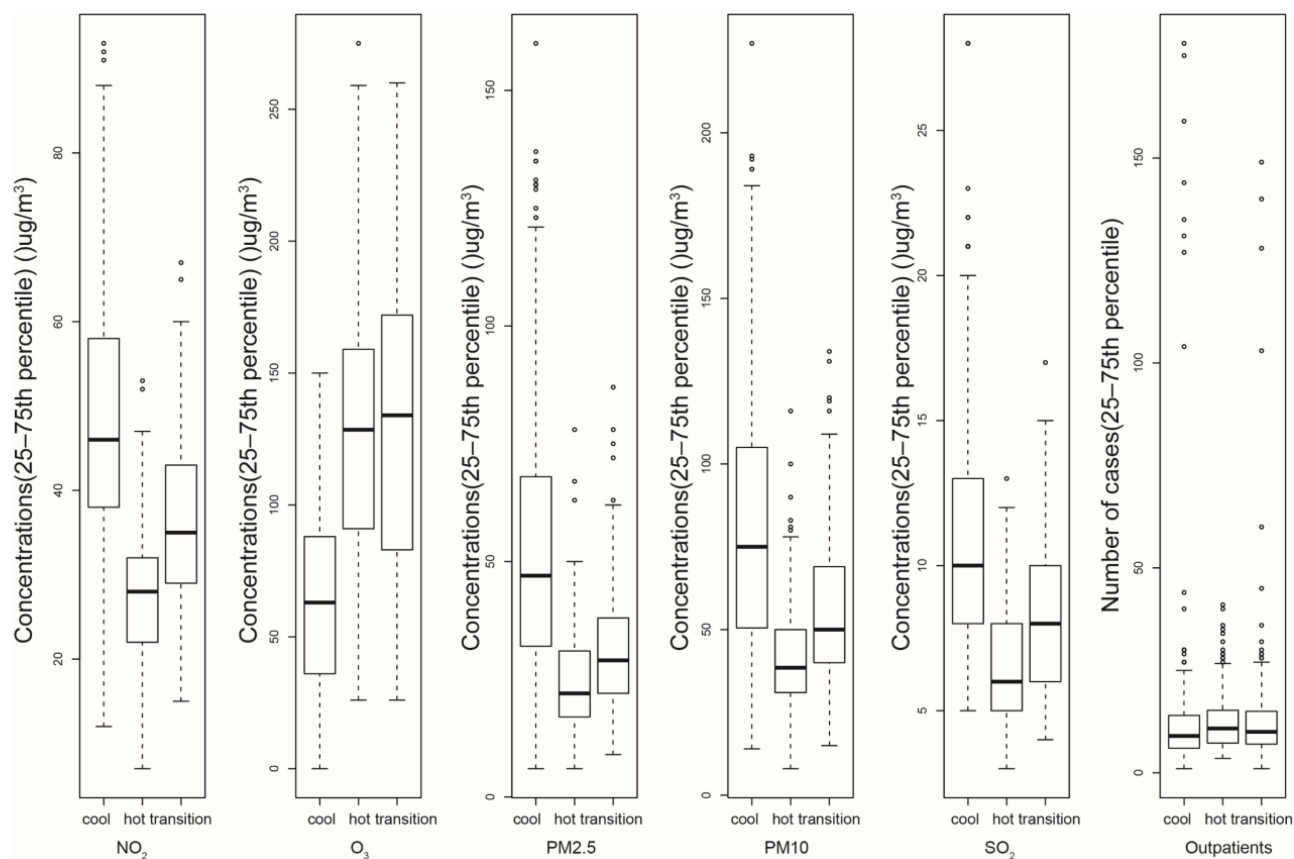 Concentrations(25–75th percentile) ()ug/m³)
20
40
60
80
cool
hot
transition
NO₂
Concentrations(25–75th percentile) ()ug/m³)
0
50
100
150
200
250
cool
hot
transition
O₃
Concentrations(25–75th percentile) ()ug/m³)
0
50
100
150
cool
hot
transition
PM2.5
Concentrations(25–75th percentile) ()ug/m³)
0
50
100
150
200
cool
hot
transition
PM10
Concentrations(25–75th percentile) ()ug/m³)
5
10
15
20
25
cool
hot
transition
SO₂
Number of cases(25–75th percentile)
0
50
100
150
cool
hot
transition
Outpatients